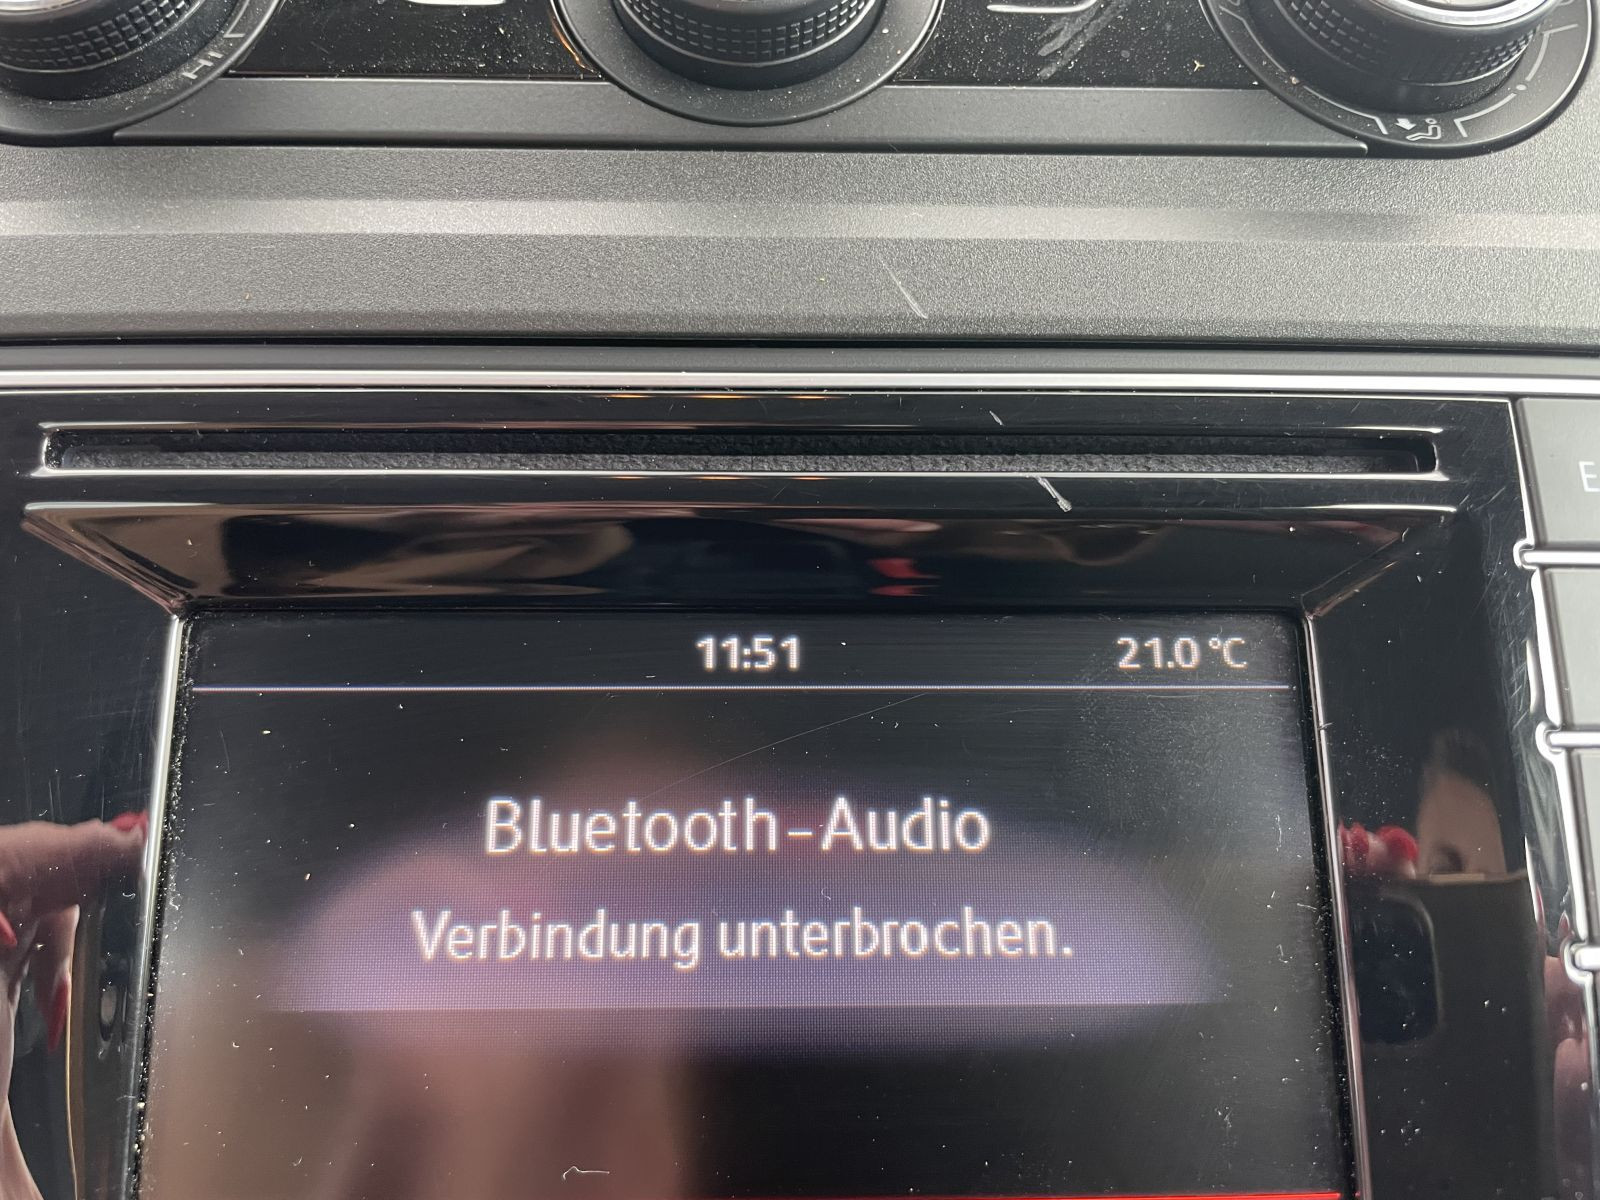 11:51 21.0 °C
Bluetooth-Audio
Verbindung unterbrochen.